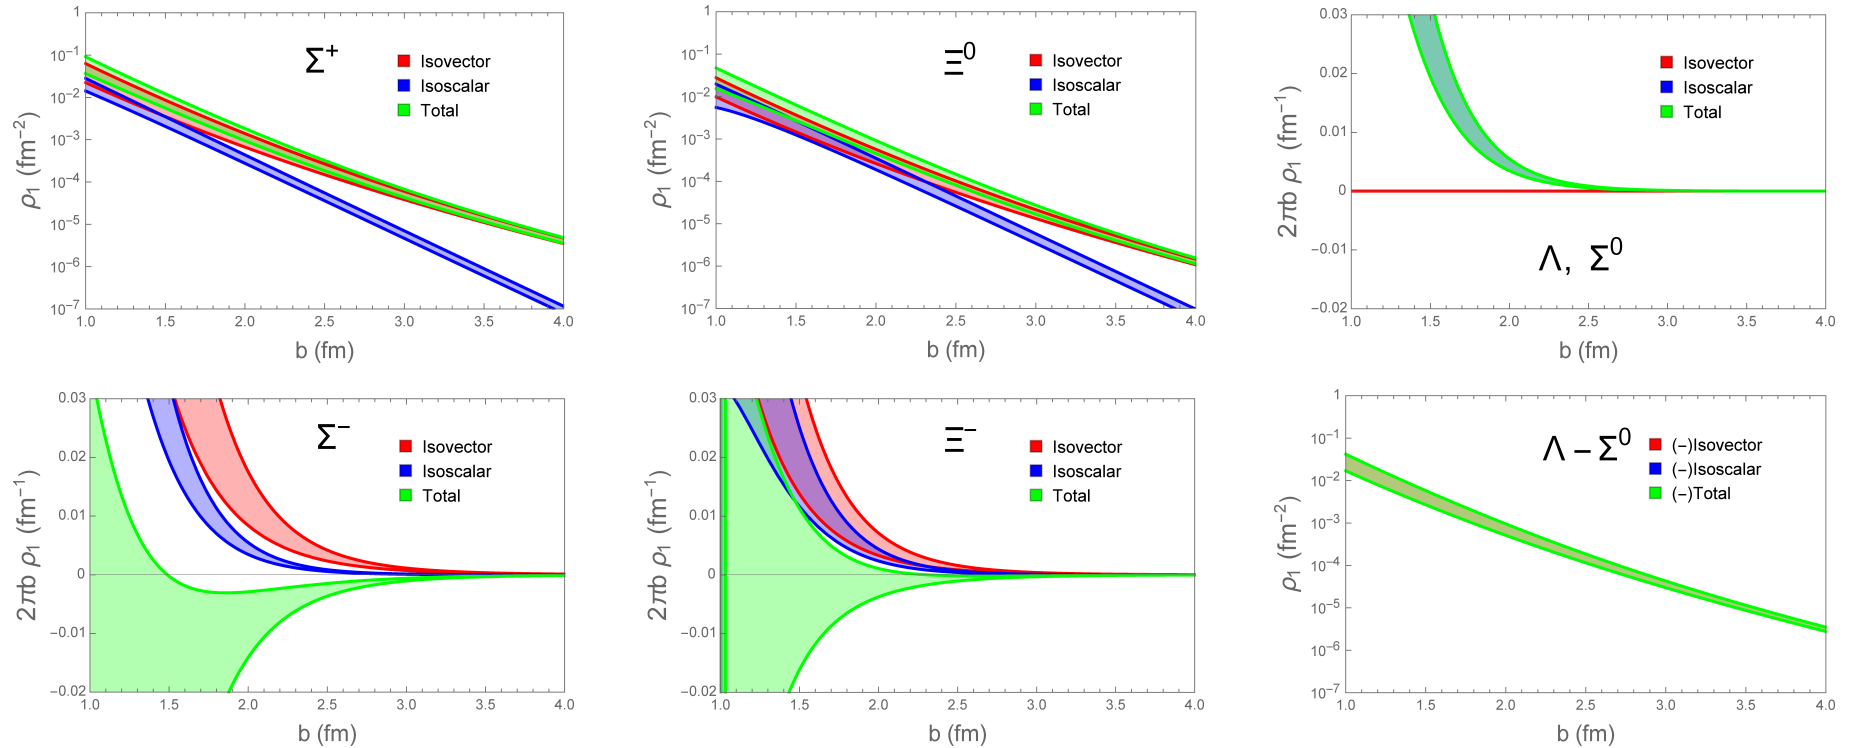 Σ⁺
Isovector
Isoscalar
Total
1
10⁻¹
10⁻²
10⁻³
10⁻⁴
10⁻⁵
10⁻⁶
10⁻⁷
ρ₁ (fm⁻²)
1.0 1.5 2.0 2.5 3.0 3.5 4.0
b (fm)
Ξ⁰
Isovector
Isoscalar
Total
1
10⁻¹
10⁻²
10⁻³
10⁻⁴
10⁻⁵
10⁻⁶
10⁻⁷
ρ₁ (fm⁻²)
1.0 1.5 2.0 2.5 3.0 3.5 4.0
b (fm)
Isovector
Isoscalar
Total
0.03
0.02
0.01
0
−0.01
−0.02
2πb ρ₁ (fm⁻¹)
Λ, Σ⁰
1.0 1.5 2.0 2.5 3.0 3.5 4.0
b (fm)
Σ⁻
Isovector
Isoscalar
Total
0.03
0.02
0.01
0
−0.01
−0.02
2πb ρ₁ (fm⁻¹)
1.0 1.5 2.0 2.5 3.0 3.5 4.0
b (fm)
Ξ⁻
Isovector
Isoscalar
Total
0.03
0.02
0.01
0
−0.01
−0.02
2πb ρ₁ (fm⁻¹)
1.0 1.5 2.0 2.5 3.0 3.5 4.0
b (fm)
Λ − Σ⁰
(−)Isovector
(−)Isoscalar
(−)Total
1
10⁻¹
10⁻²
10⁻³
10⁻⁴
10⁻⁵
10⁻⁶
10⁻⁷
ρ₁ (fm⁻²)
1.0 1.5 2.0 2.5 3.0 3.5 4.0
b (fm)